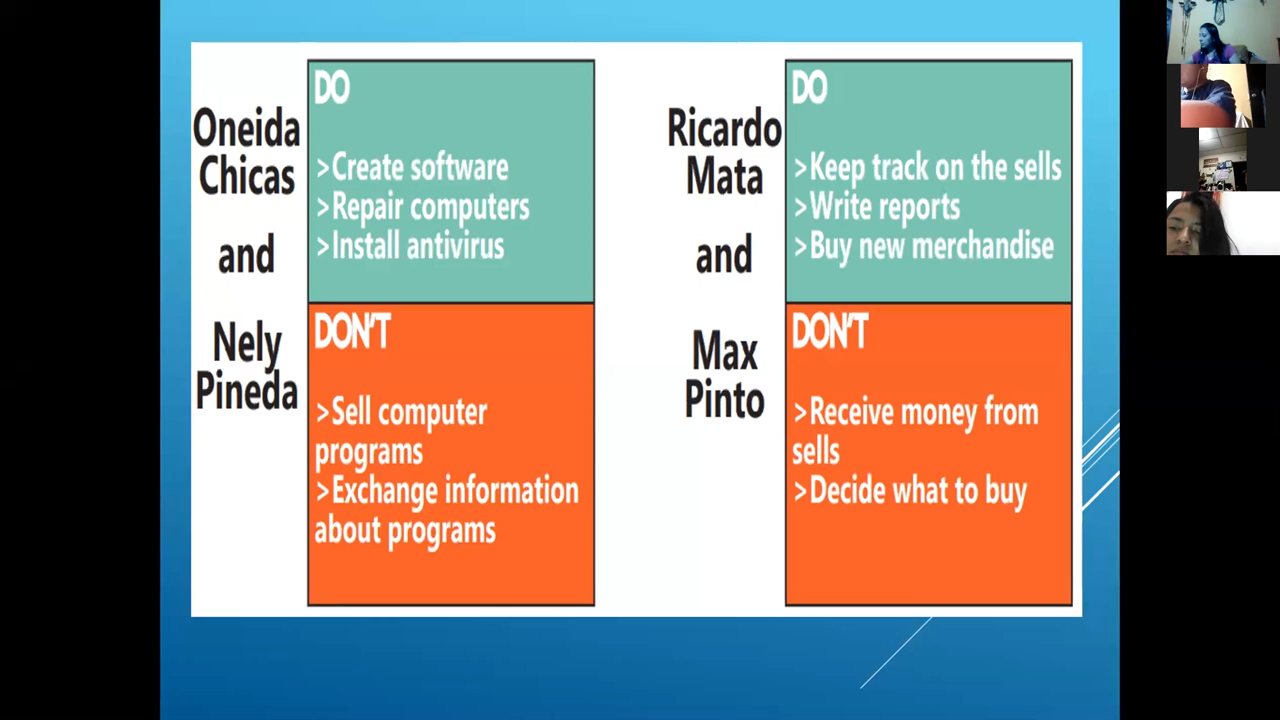 Oneida
Chicas
and
Nely
Pineda
DO
>Create software
>Repair computers
>Install antivirus
DON'T
>Sell computer
programs
>Exchange information
about programs
Ricardo
Mata
and
Max
Pinto
DO
>Keep track on the sells
>Write reports
>Buy new merchandise
DON'T
>Receive money from
sells
>Decide what to buy